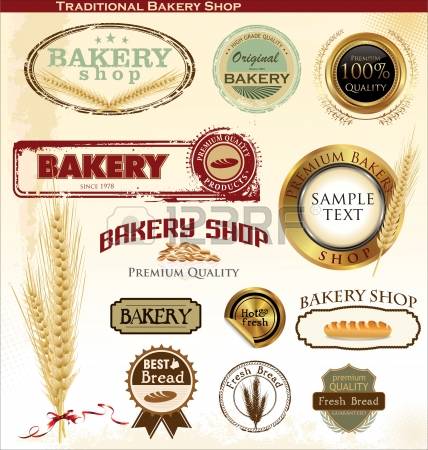 TRADITIONAL BAKERY SHOP
BAKERY
shop
HIGH GRADE QUALITY
Original
BAKERY
PREMIUM
100%
QUALITY
BAKERY
SINCE 1978
PREMIUM QUALITY
PRODUCTS
PREMIUM BAKERY
SAMPLE
TEXT
SHOP
BAKERY SHOP
PREMIUM QUALITY
123RF
BAKERY
Hot&
fresh
BAKERY SHOP
BEST
Bread
Fresh Bread
premium
QUALITY
Fresh Bread
GUARANTEED